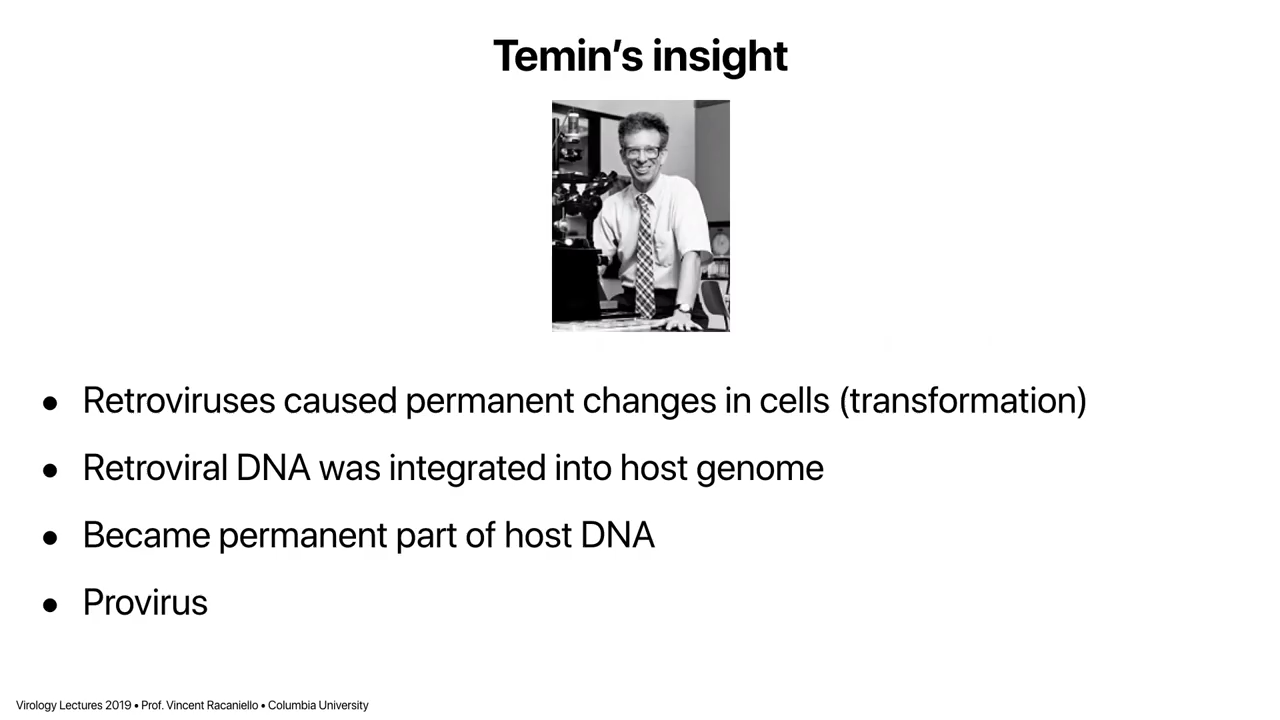 Temin’s insight
• Retroviruses caused permanent changes in cells (transformation)
• Retroviral DNA was integrated into host genome
• Became permanent part of host DNA
• Provirus
Virology Lectures 2019 • Prof. Vincent Racaniello • Columbia University